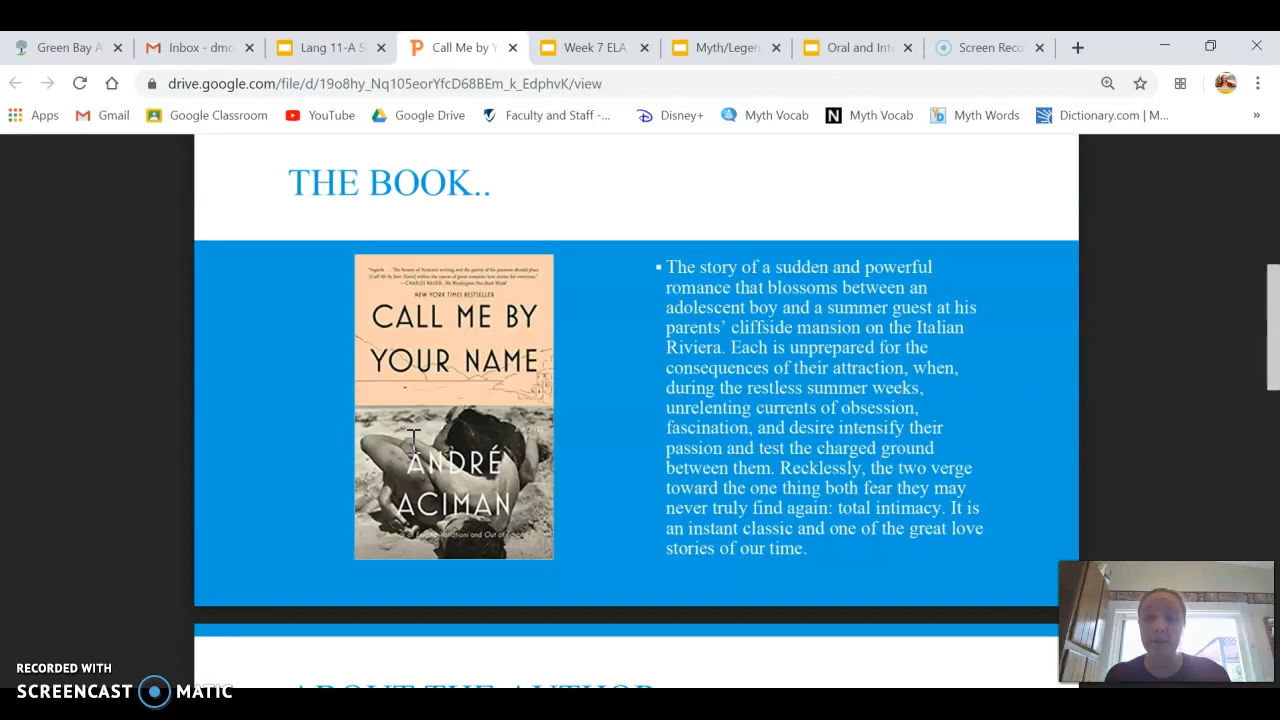 Green Bay A
Inbox - dmo
Lang 11-A S
Call Me by Y
Week 7 ELA
Myth/Legen
Oral and Int
Screen Reco
drive.google.com/file/d/19o8hy_Nq105eorYfcD68BEm_k_EdphvK/view
Apps
Gmail
Google Classroom
YouTube
Google Drive
Faculty and Staff -...
Disney+
Myth Vocab
N Myth Vocab
Myth Words
Dictionary.com | M...
»
THE BOOK..
NEW YORK TIMES BESTSELLER
CALL ME BY
YOUR NAME
ANDRÉ
ACIMAN
▪ The story of a sudden and powerful
romance that blossoms between an
adolescent boy and a summer guest at his
parents’ cliffside mansion on the Italian
Riviera. Each is unprepared for the
consequences of their attraction, when,
during the restless summer weeks,
unrelenting currents of obsession,
fascination, and desire intensify their
passion and test the charged ground
between them. Recklessly, the two verge
toward the one thing both fear they may
never truly find again: total intimacy. It is
an instant classic and one of the great love
stories of our time.
ABOUT THE AUTHOR
RECORDED WITH
SCREENCAST MATIC